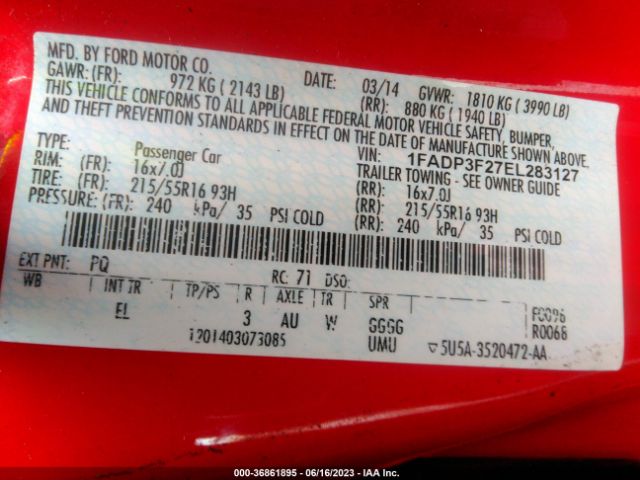 MFD. BY FORD MOTOR CO.
DATE: 03/14 GVWR: 1810 KG ( 3990 LB)
GAWR: (FR): 972 KG ( 2143 LB) (RR): 880 KG ( 1940 LB)
THIS VEHICLE CONFORMS TO ALL APPLICABLE FEDERAL MOTOR VEHICLE SAFETY, BUMPER,
AND THEFT PREVENTION STANDARDS IN EFFECT ON THE DATE OF MANUFACTURE SHOWN ABOVE.
VIN: 1FADP3F27EL283127
TYPE: Passenger Car TRAILER TOWING - SEE OWNER GUIDE
RIM: (FR): 16x7.0J (RR): 16x7.0J
TIRE: (FR): 215/55R16 93H (RR): 215/55R16 93H
PRESSURE: (FR): 240 kPa/ 35 PSI COLD (RR): 240 kPa/ 35 PSI COLD
EXT PNT: PQ RC: 71 DSO:
WB INT TR TP/PS R AXLE TR SPR
EL 3 AU W GGGG F0096
1201403073085 UMU R0068
▽5U5A-3520472-AA
000-36861895 - 06/16/2023 - IAA Inc.